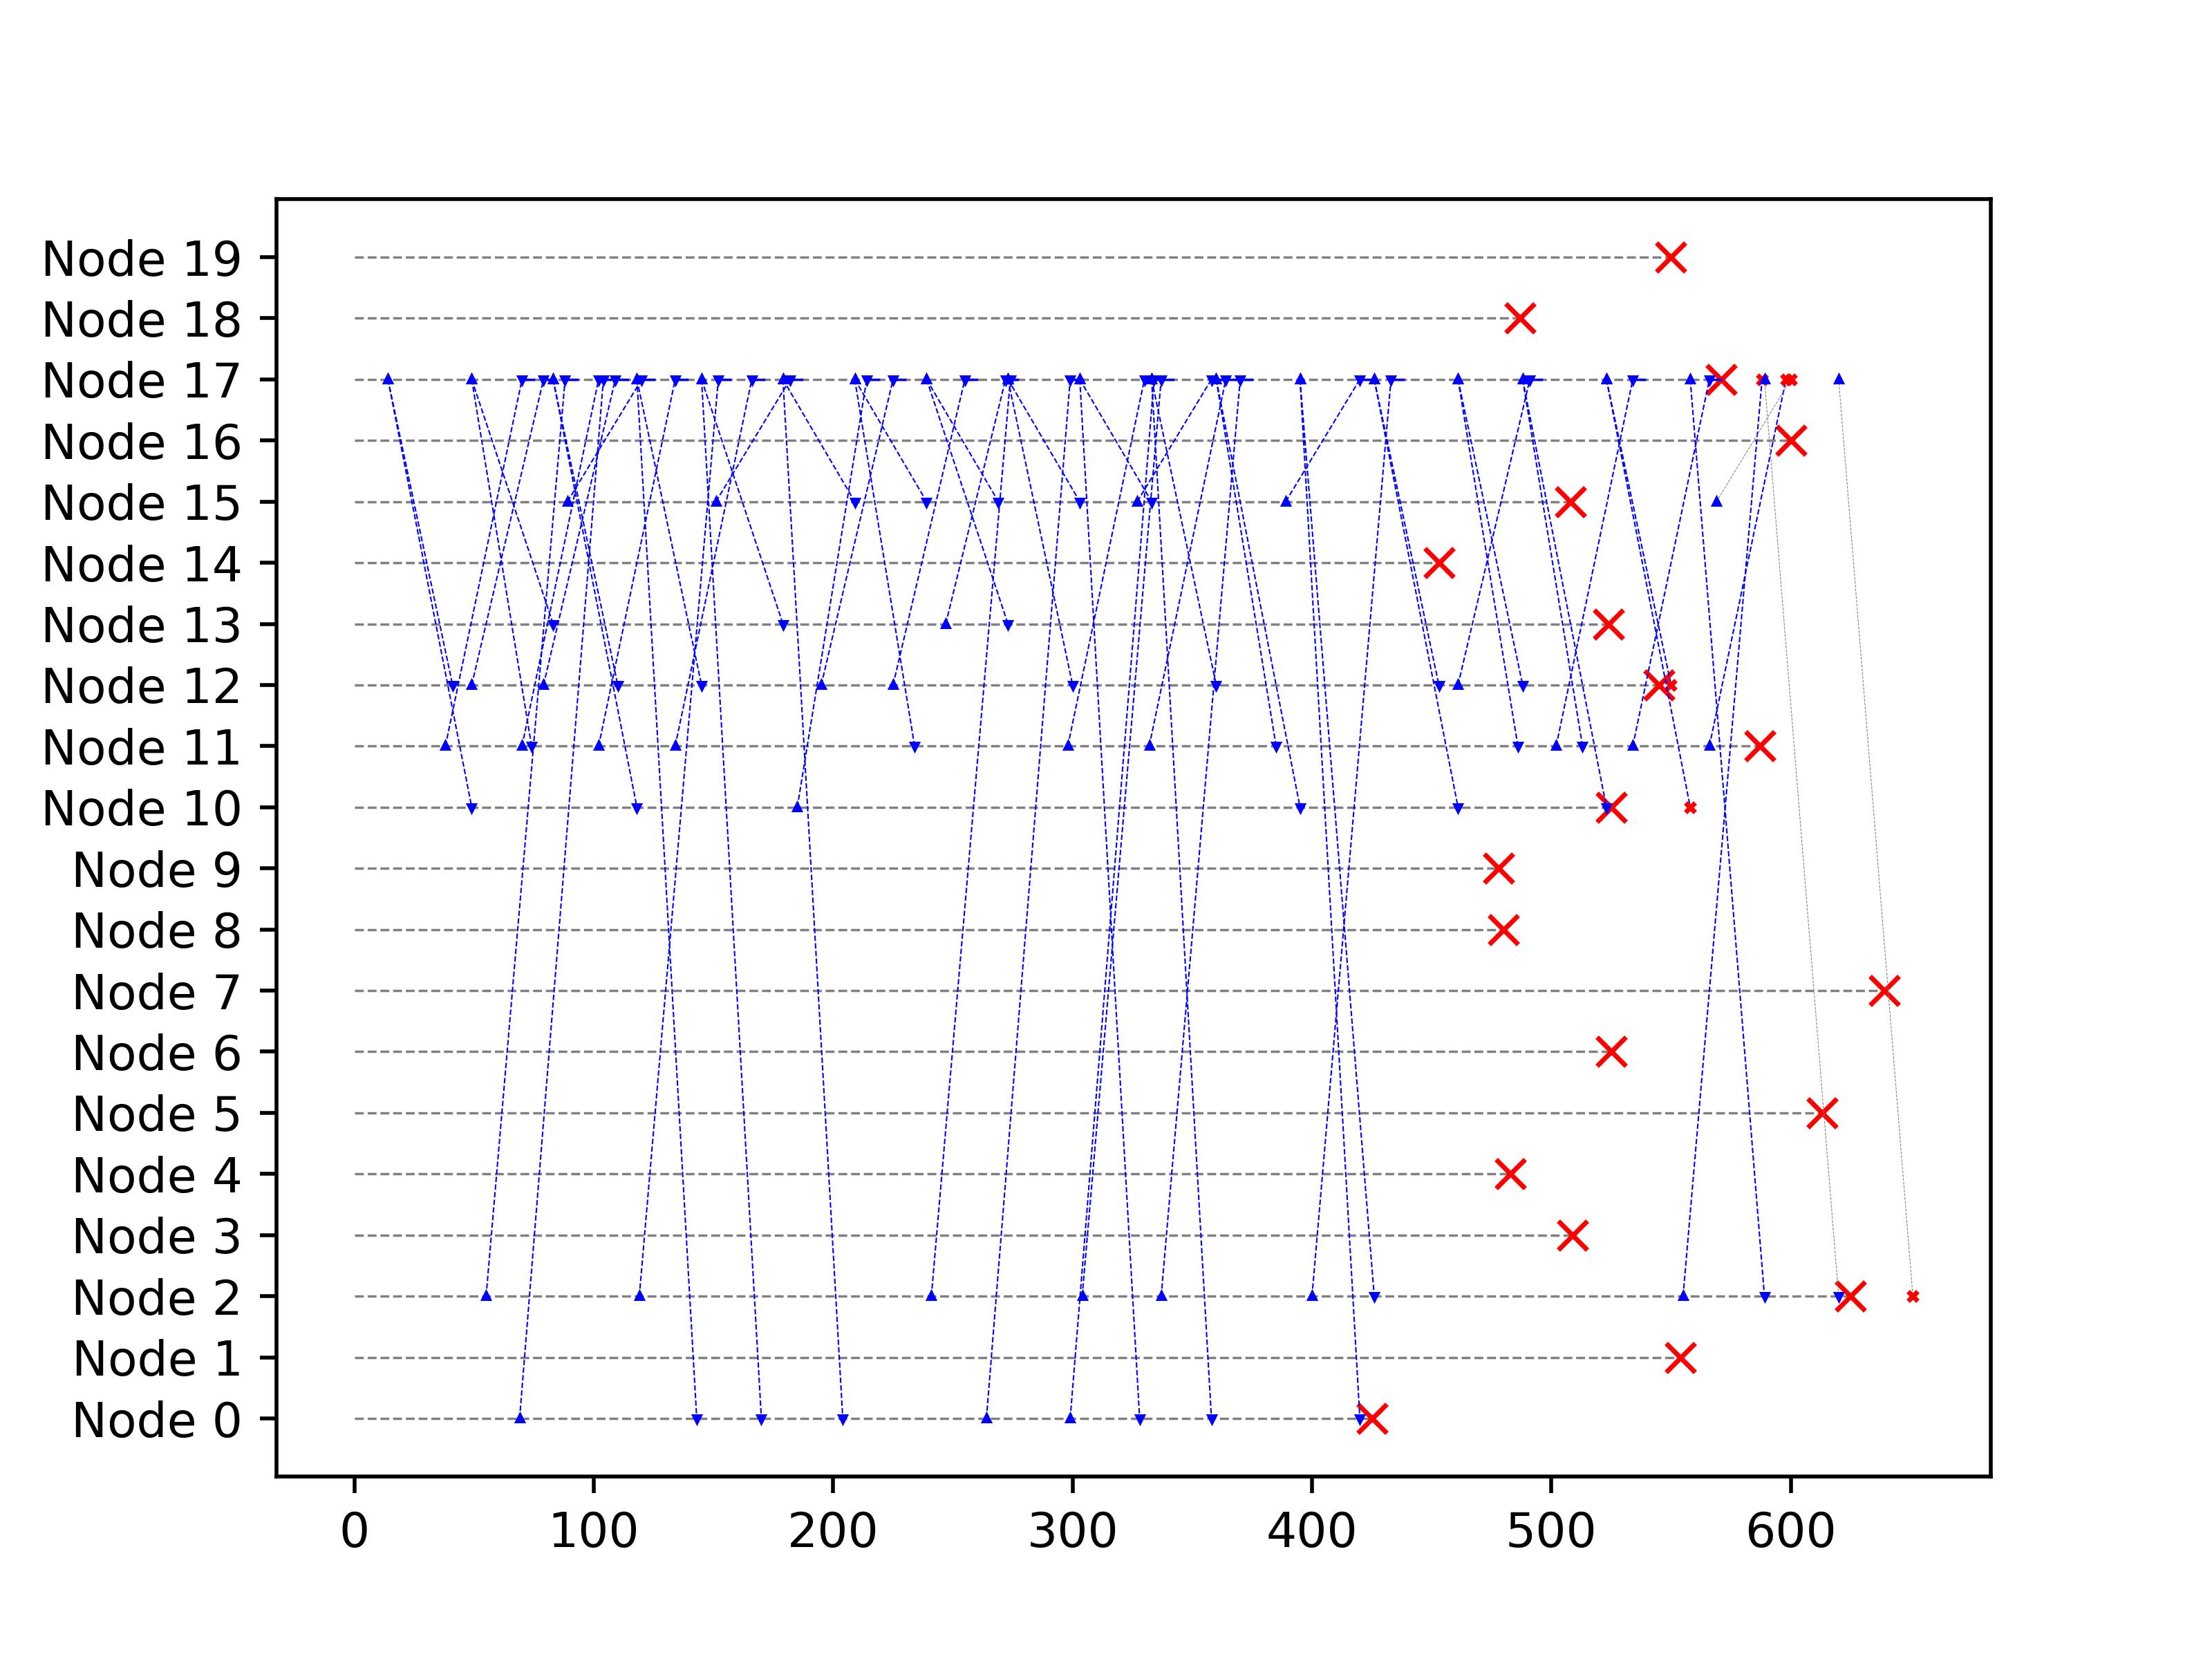 Node 19
Node 18
Node 17
Node 16
Node 15
Node 14
Node 13
Node 12
Node 11
Node 10
Node 9
Node 8
Node 7
Node 6
Node 5
Node 4
Node 3
Node 2
Node 1
Node 0
0 100 200 300 400 500 600